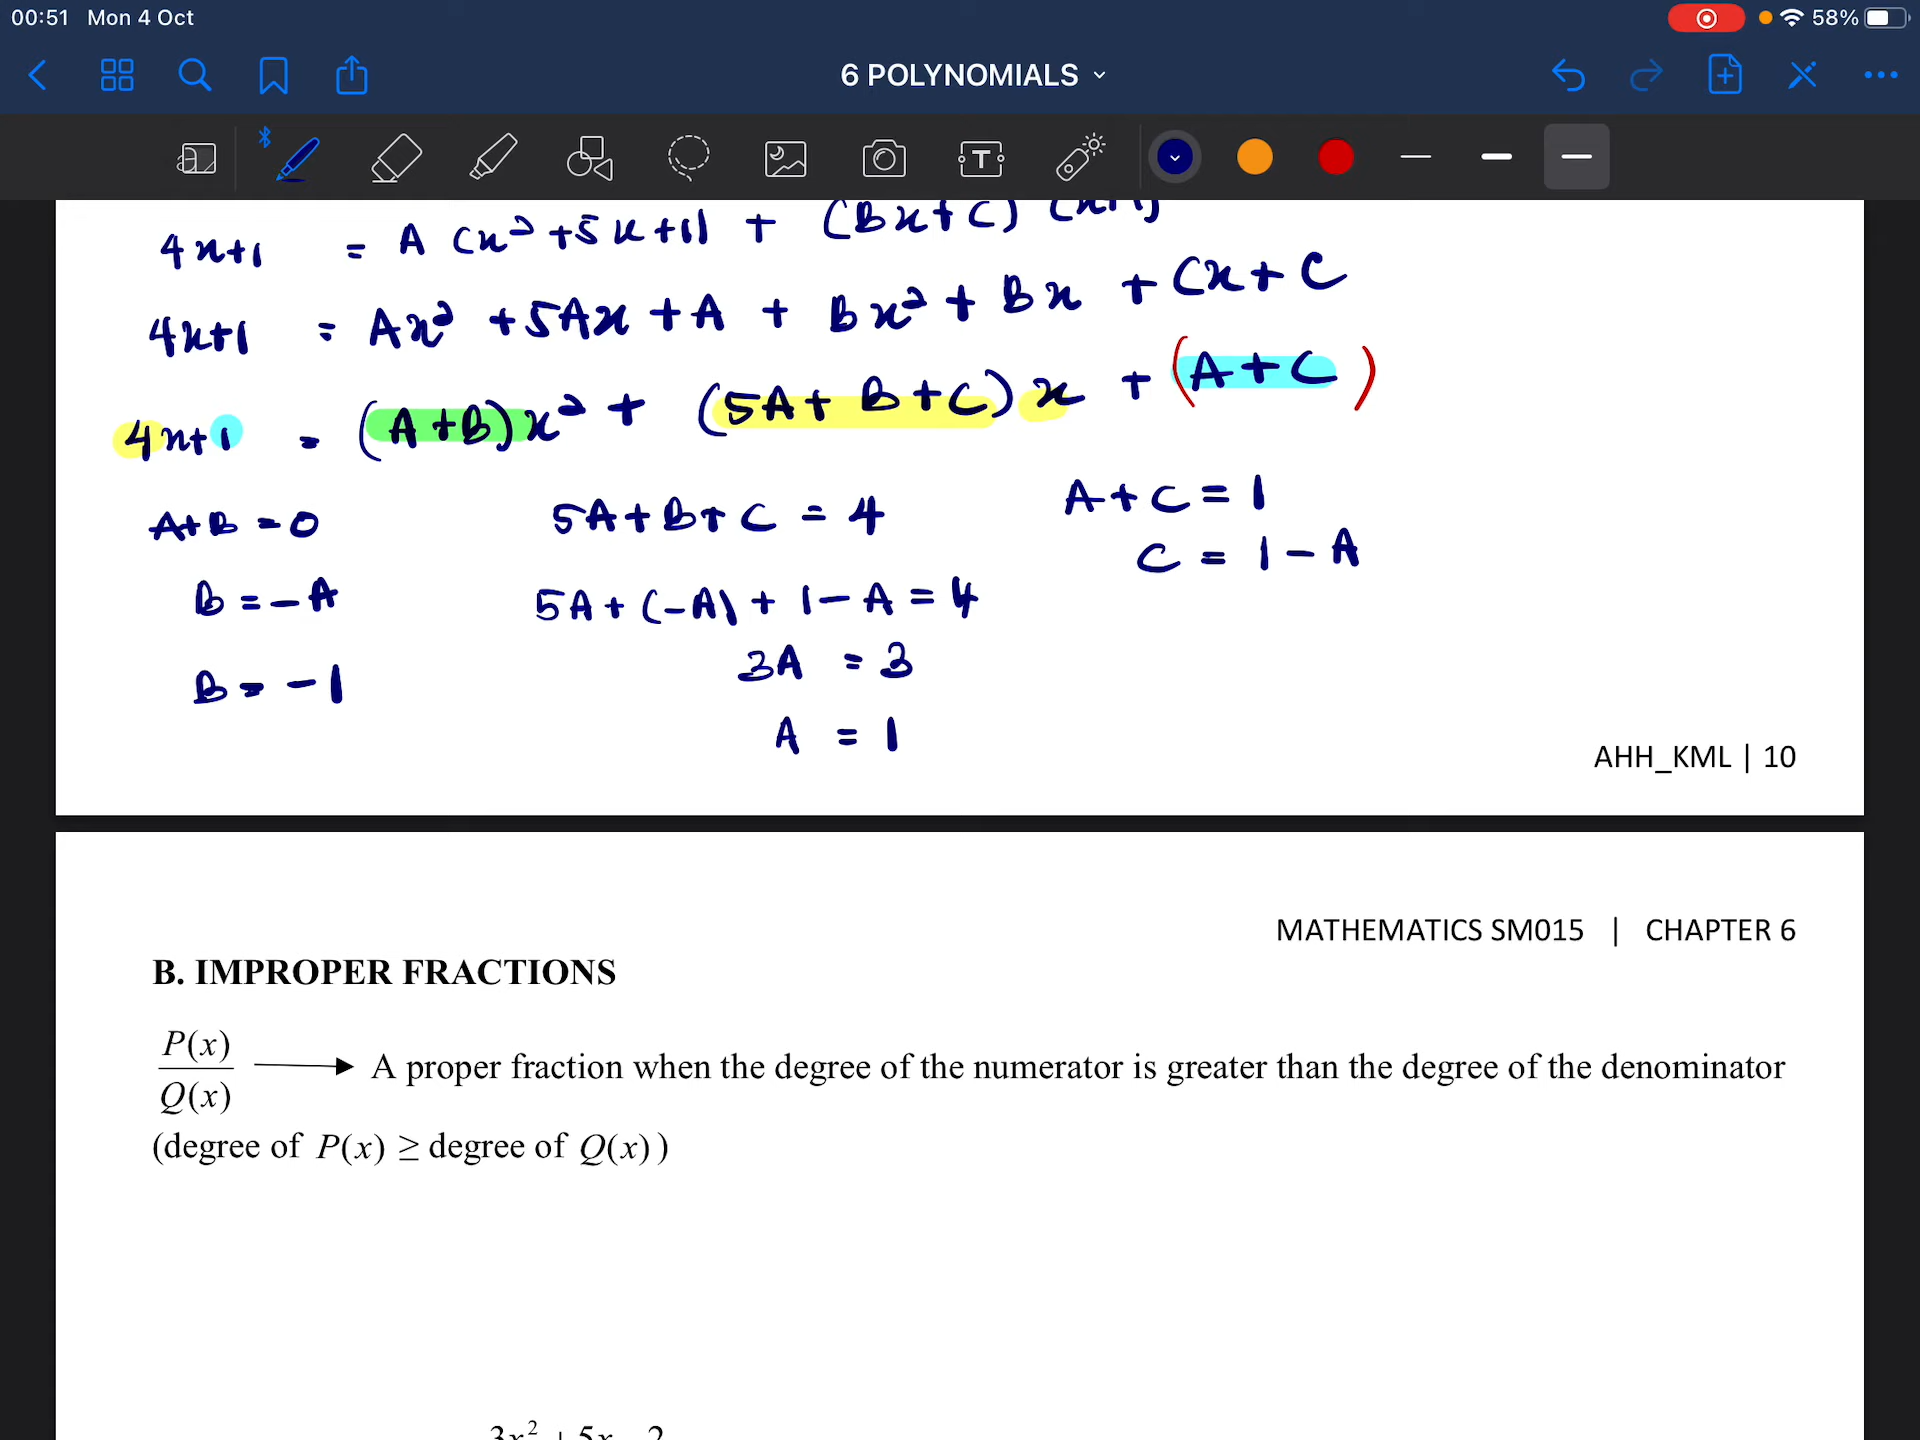 00:51 Mon 4 Oct 58%
6 POLYNOMIALS
4x+1 = A (x²+5x+1) + (Bx+C) (x+1)
4x+1 = Ax² +5Ax + A + Bx² + Bx + Cx + C
4x+1 = (A+B)x² + (5A+ B+C)x + (A+C)
A+B = 0 5A+B+C = 4 A+C = 1
C = 1 - A
B = -A 5A+(-A) + 1-A = 4
3A = 3
B = -1
A = 1
AHH_KML | 10
MATHEMATICS SM015 | CHAPTER 6
B. IMPROPER FRACTIONS
P(x)
A proper fraction when the degree of the numerator is greater than the degree of the denominator
Q(x)
(degree of P(x) ≥ degree of Q(x))